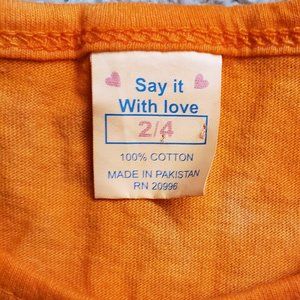 Say it
With love
2/4
100% COTTON
MADE IN PAKISTAN
RN 20996